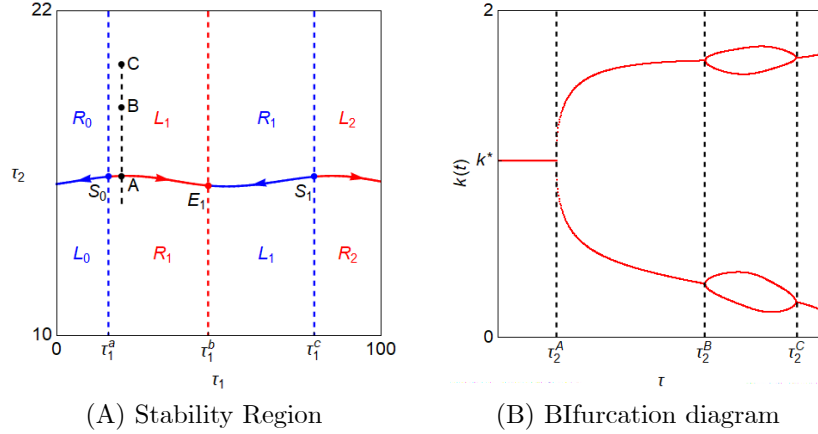 22
C
B
R₀ L₁ R₁ L₂
τ₂
S₀ A E₁ S₁
L₀ R₁ L₁ R₂
10
0 τ₁ᵃ τ₁ᵇ τ₁ᶜ 100
τ₁
(A) Stability Region
2
k*
k(t)
0
τ₂ᴬ τ₂ᴮ τ₂ᶜ
τ
(B) BIfurcation diagram